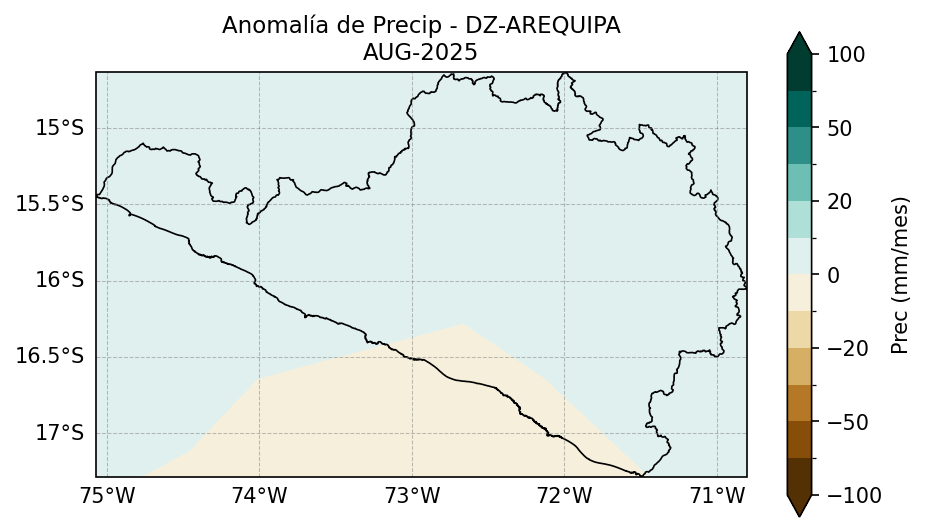 Anomalía de Precip - DZ-AREQUIPA
AUG-2025
15°S
15.5°S
16°S
16.5°S
17°S
75°W
74°W
73°W
72°W
71°W
100
50
20
0
−20
−50
−100
Prec (mm/mes)